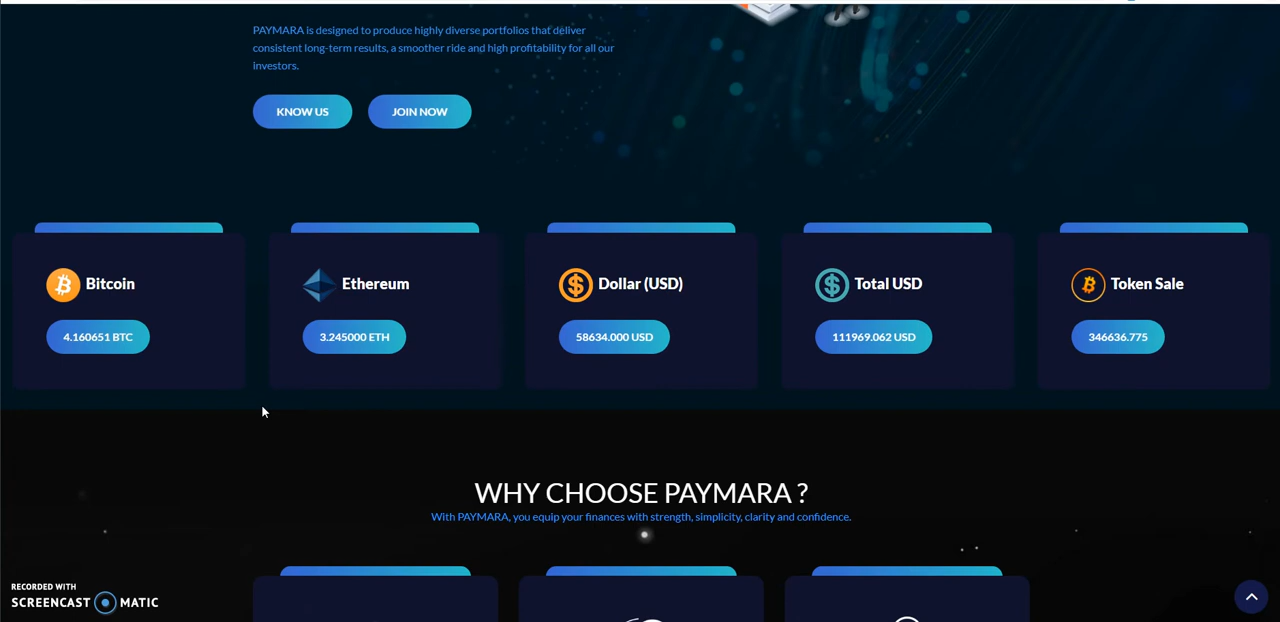 PAYMARA is designed to produce highly diverse portfolios that deliver
consistent long-term results, a smoother ride and high profitability for all our
investors.
KNOW US
JOIN NOW
Bitcoin
4.160651 BTC
Ethereum
3.245000 ETH
Dollar (USD)
58634.000 USD
Total USD
111969.062 USD
Token Sale
346636.775
WHY CHOOSE PAYMARA ?
With PAYMARA, you equip your finances with strength, simplicity, clarity and confidence.
RECORDED WITH
SCREENCAST MATIC